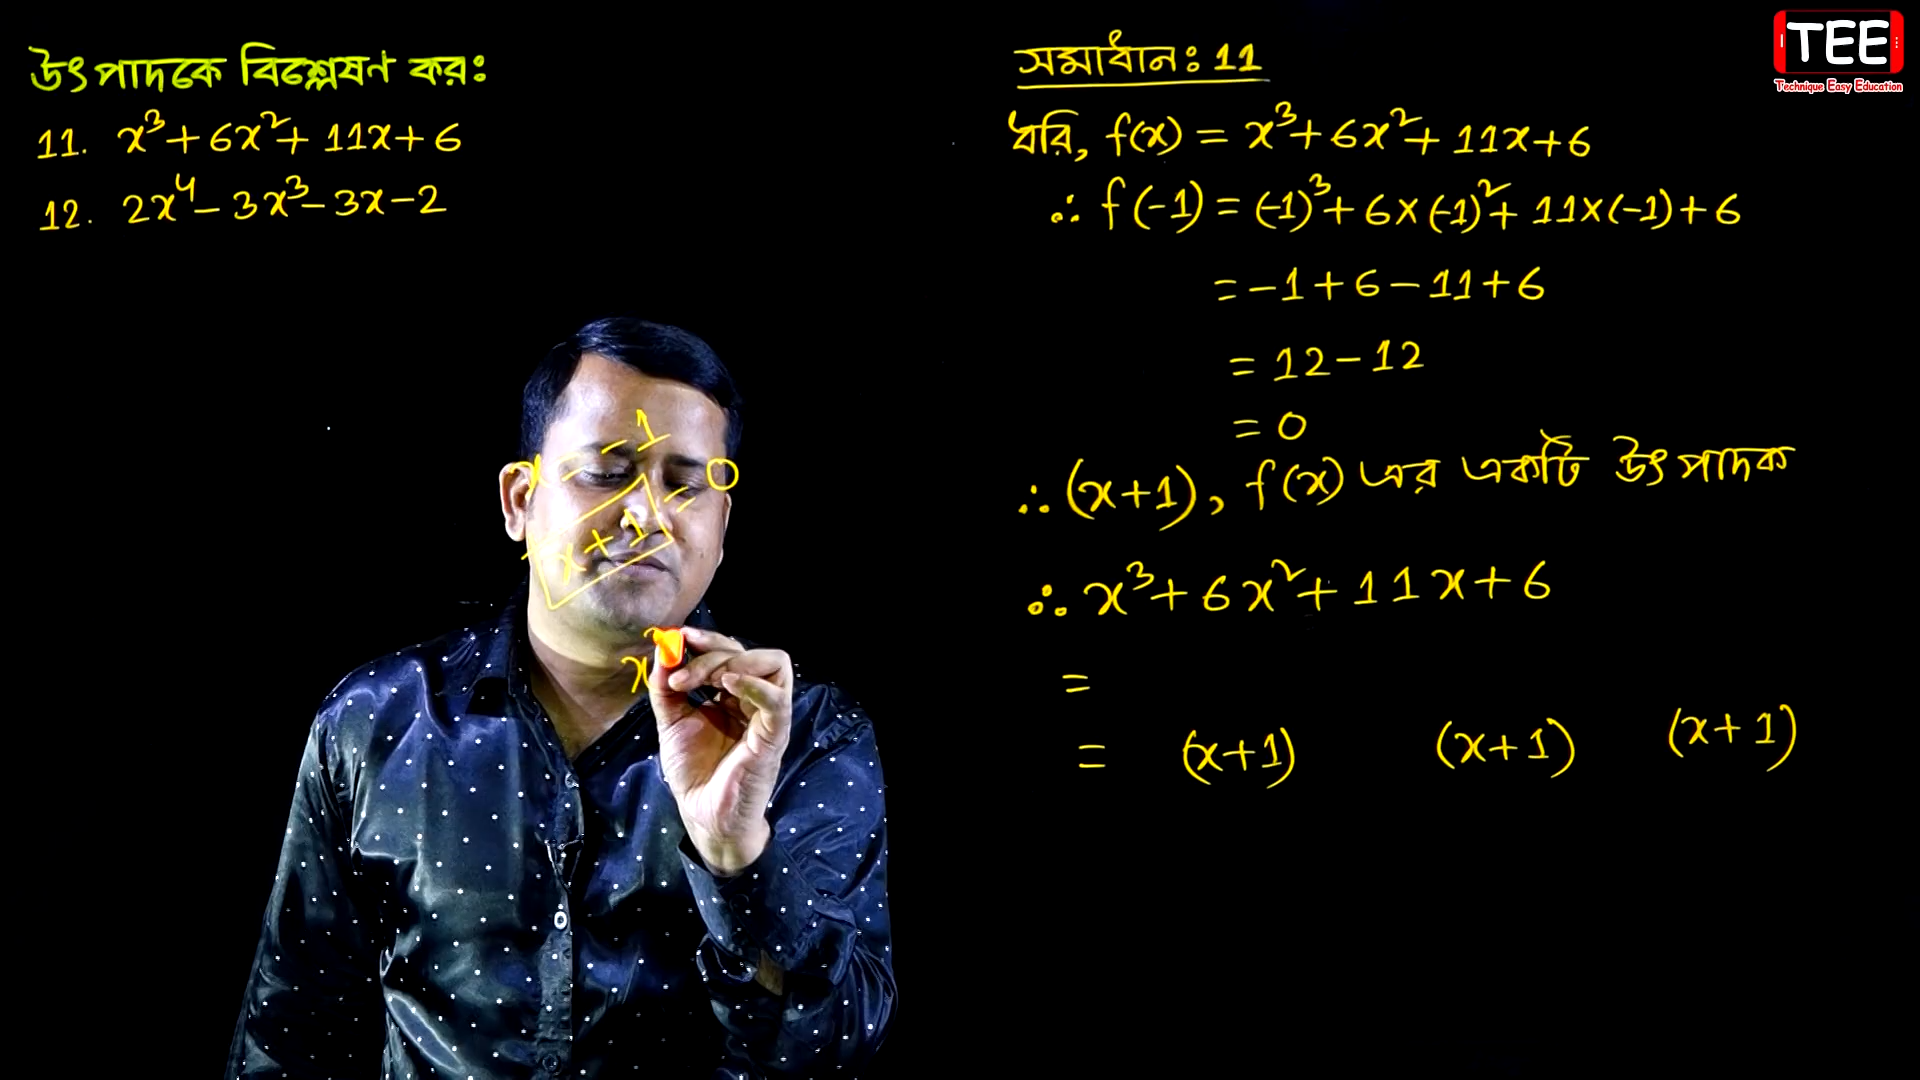 উৎপাদকে বিশ্লেষণ করঃ
11. x³ + 6x² + 11x + 6
12. 2x⁴ - 3x³ - 3x - 2
x = -1
x + 1 = 0
x
সমাধান: 11
ধরি, f(x) = x³ + 6x² + 11x + 6
∴ f(-1) = (-1)³ + 6 × (-1)² + 11 × (-1) + 6
= -1 + 6 - 11 + 6
= 12 - 12
= 0
∴ (x+1), f(x) এর একটি উৎপাদক
∴ x³ + 6x² + 11x + 6
=
= (x+1) (x+1) (x+1)
TEE
Technique Easy Education